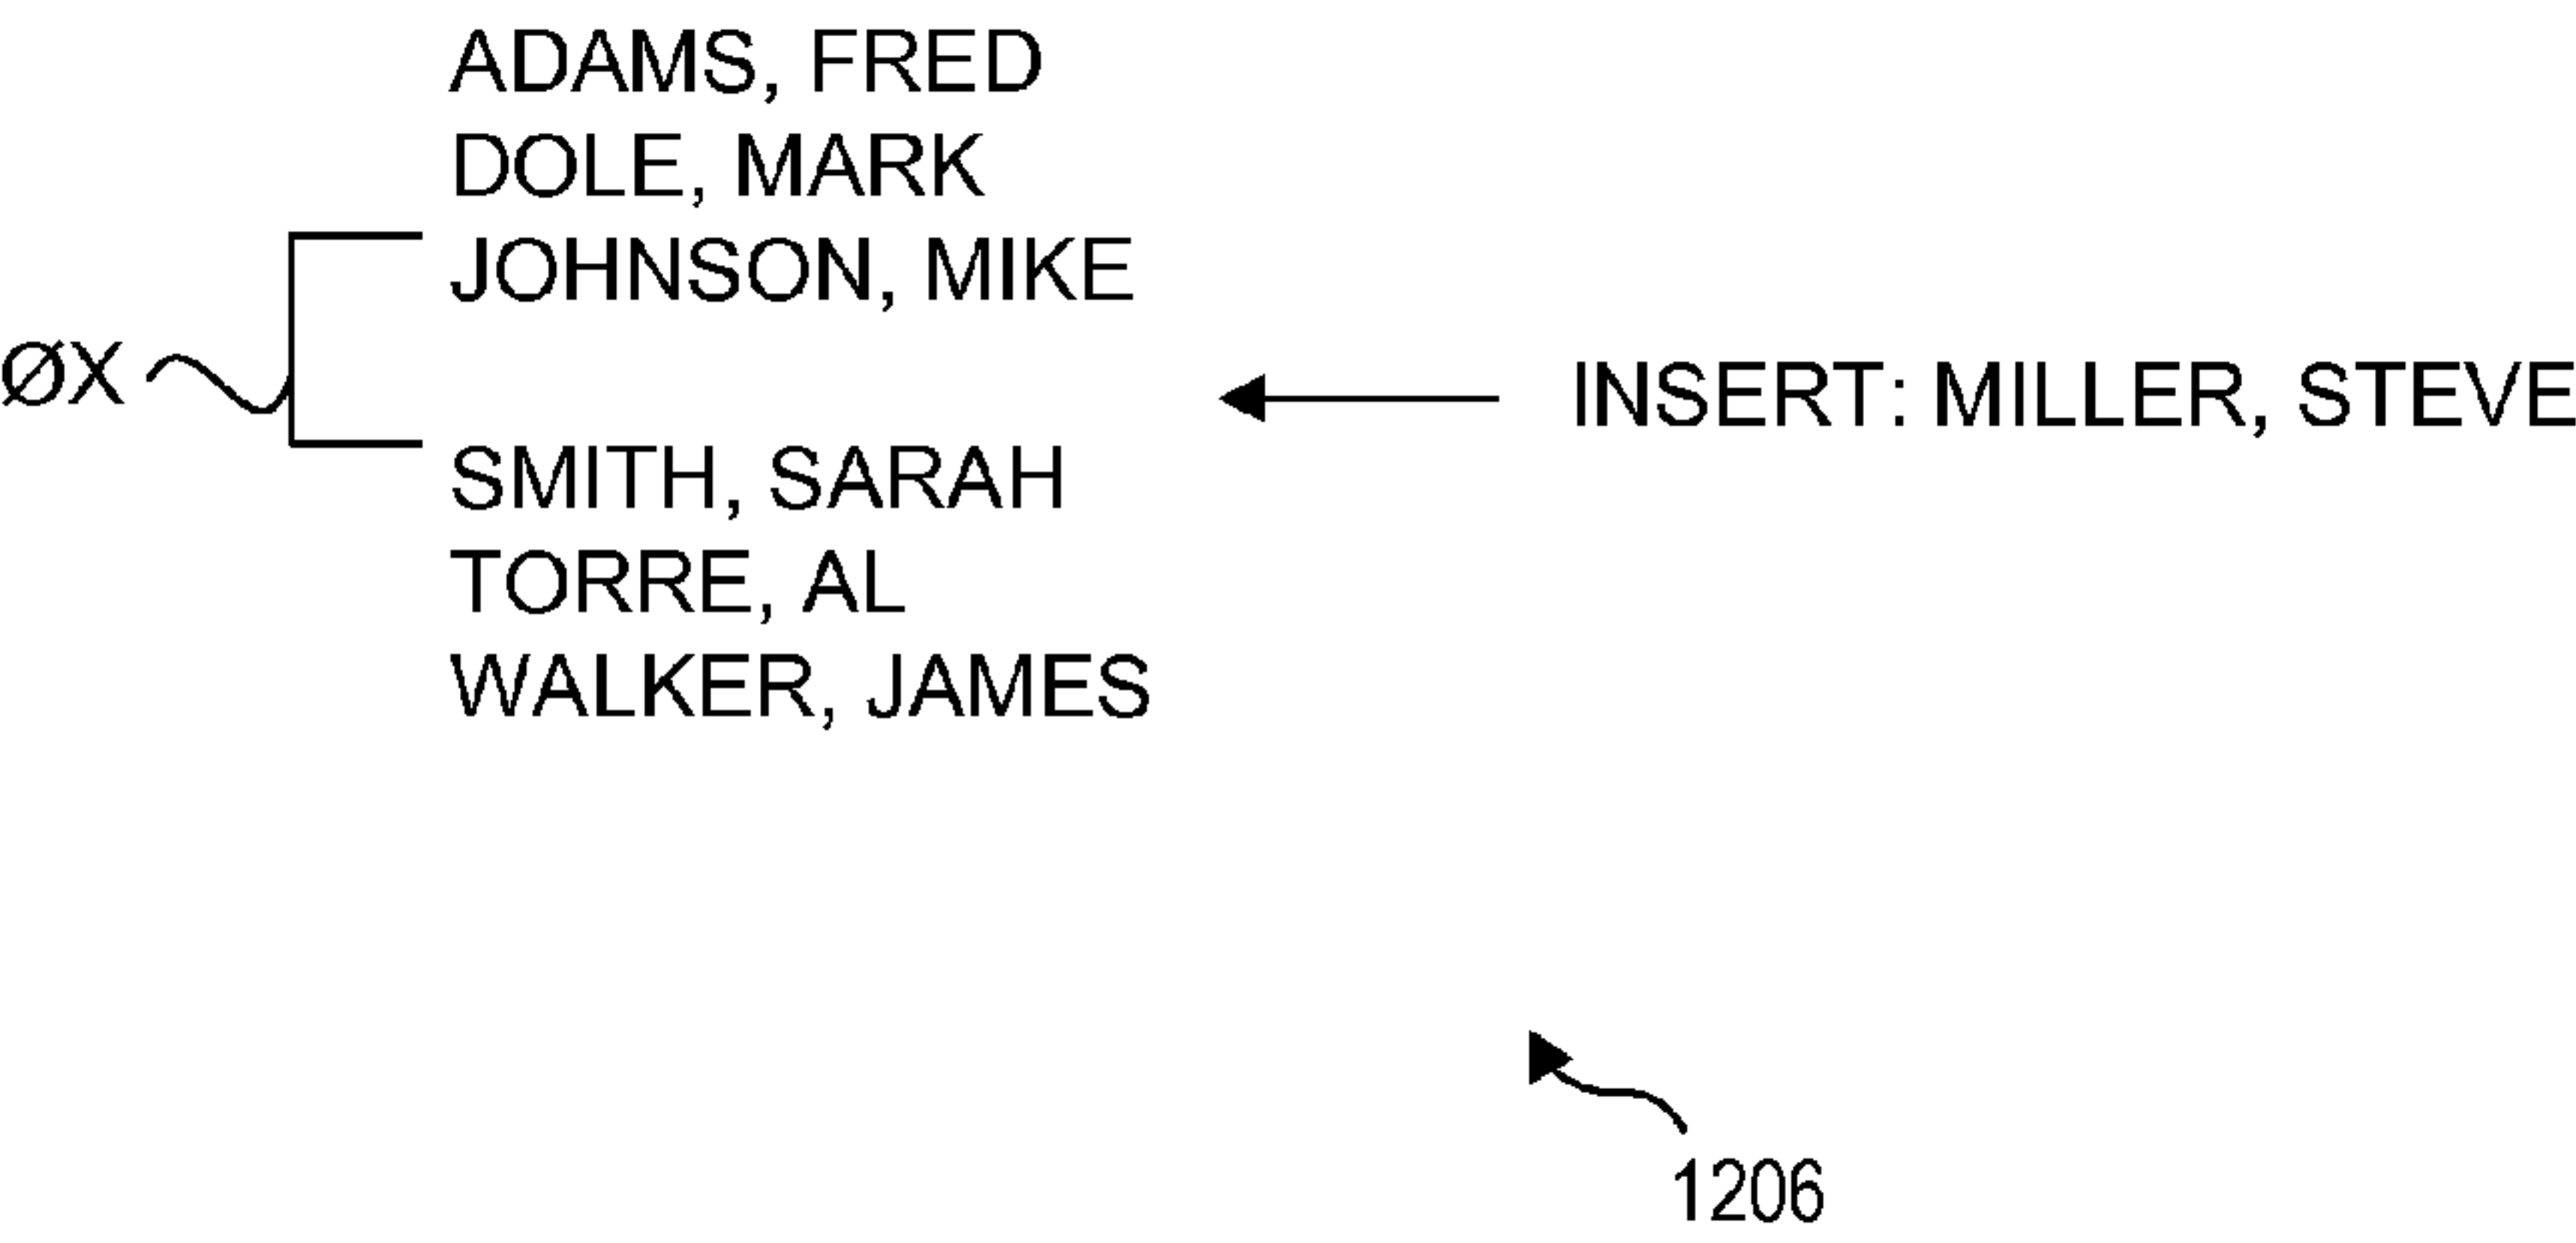 ADAMS, FRED
DOLE, MARK
JOHNSON, MIKE
ØX
INSERT: MILLER, STEVE
SMITH, SARAH
TORRE, AL
WALKER, JAMES
1206